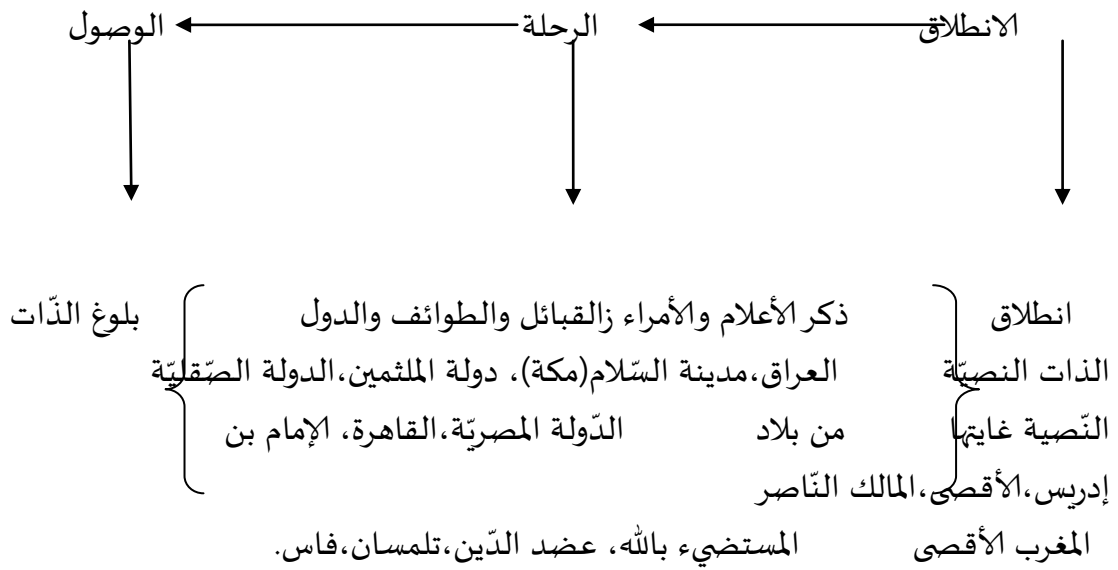 الانطلاق الرحلة الوصول
انطلاق ذكر الأعلام والأمراء زالقبائل والطوائف والدول بلوغ الذّات
الذات النصيّة العراق،مدينة السّلام(مكة)، دولة الملثمين،الدولة الصّقليّة
النّصية غايتها من بلاد الدّولة المصريّة،القاهرة، الإمام بن
إدريس،الأقصى،المالك النّاصر
المغرب الأقصى المستضيء بالله، عضد الدّين،تلمسان،فاس.